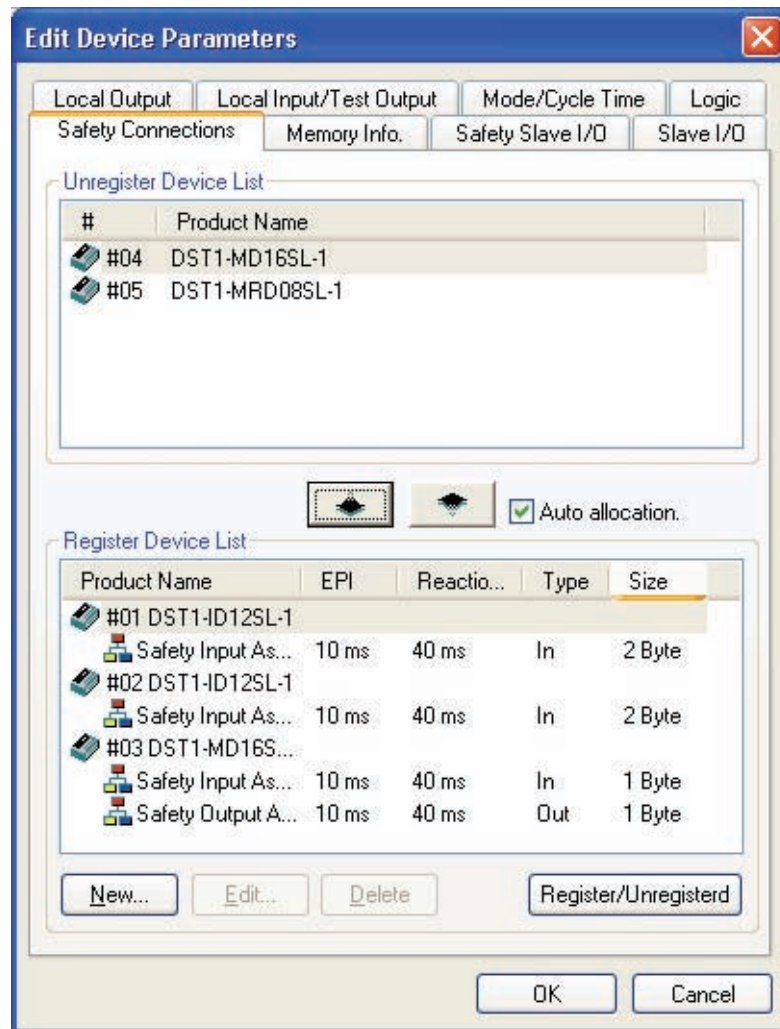 Edit Device Parameters
Local Output Local Input/Test Output Mode/Cycle Time Logic
Safety Connections Memory Info. Safety Slave I/O Slave I/O
Unregister Device List
# Product Name
#04 DST1-MD16SL-1
#05 DST1-MRD08SL-1
Auto allocation.
Register Device List
Product Name EPI Reactio... Type Size
#01 DST1-ID12SL-1
Safety Input As... 10 ms 40 ms In 2 Byte
#02 DST1-ID12SL-1
Safety Input As... 10 ms 40 ms In 2 Byte
#03 DST1-MD16S...
Safety Input As... 10 ms 40 ms In 1 Byte
Safety Output A... 10 ms 40 ms Out 1 Byte
New... Edit... Delete Register/Unregisterd
OK Cancel